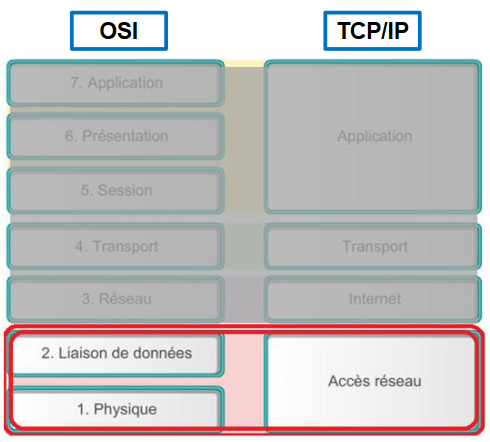 OSI
TCP/IP
7. Application
6. Présentation
Application
5. Session
4. Transport
Transport
3. Réseau
Internet
2. Liaison de données
Accès réseau
1. Physique